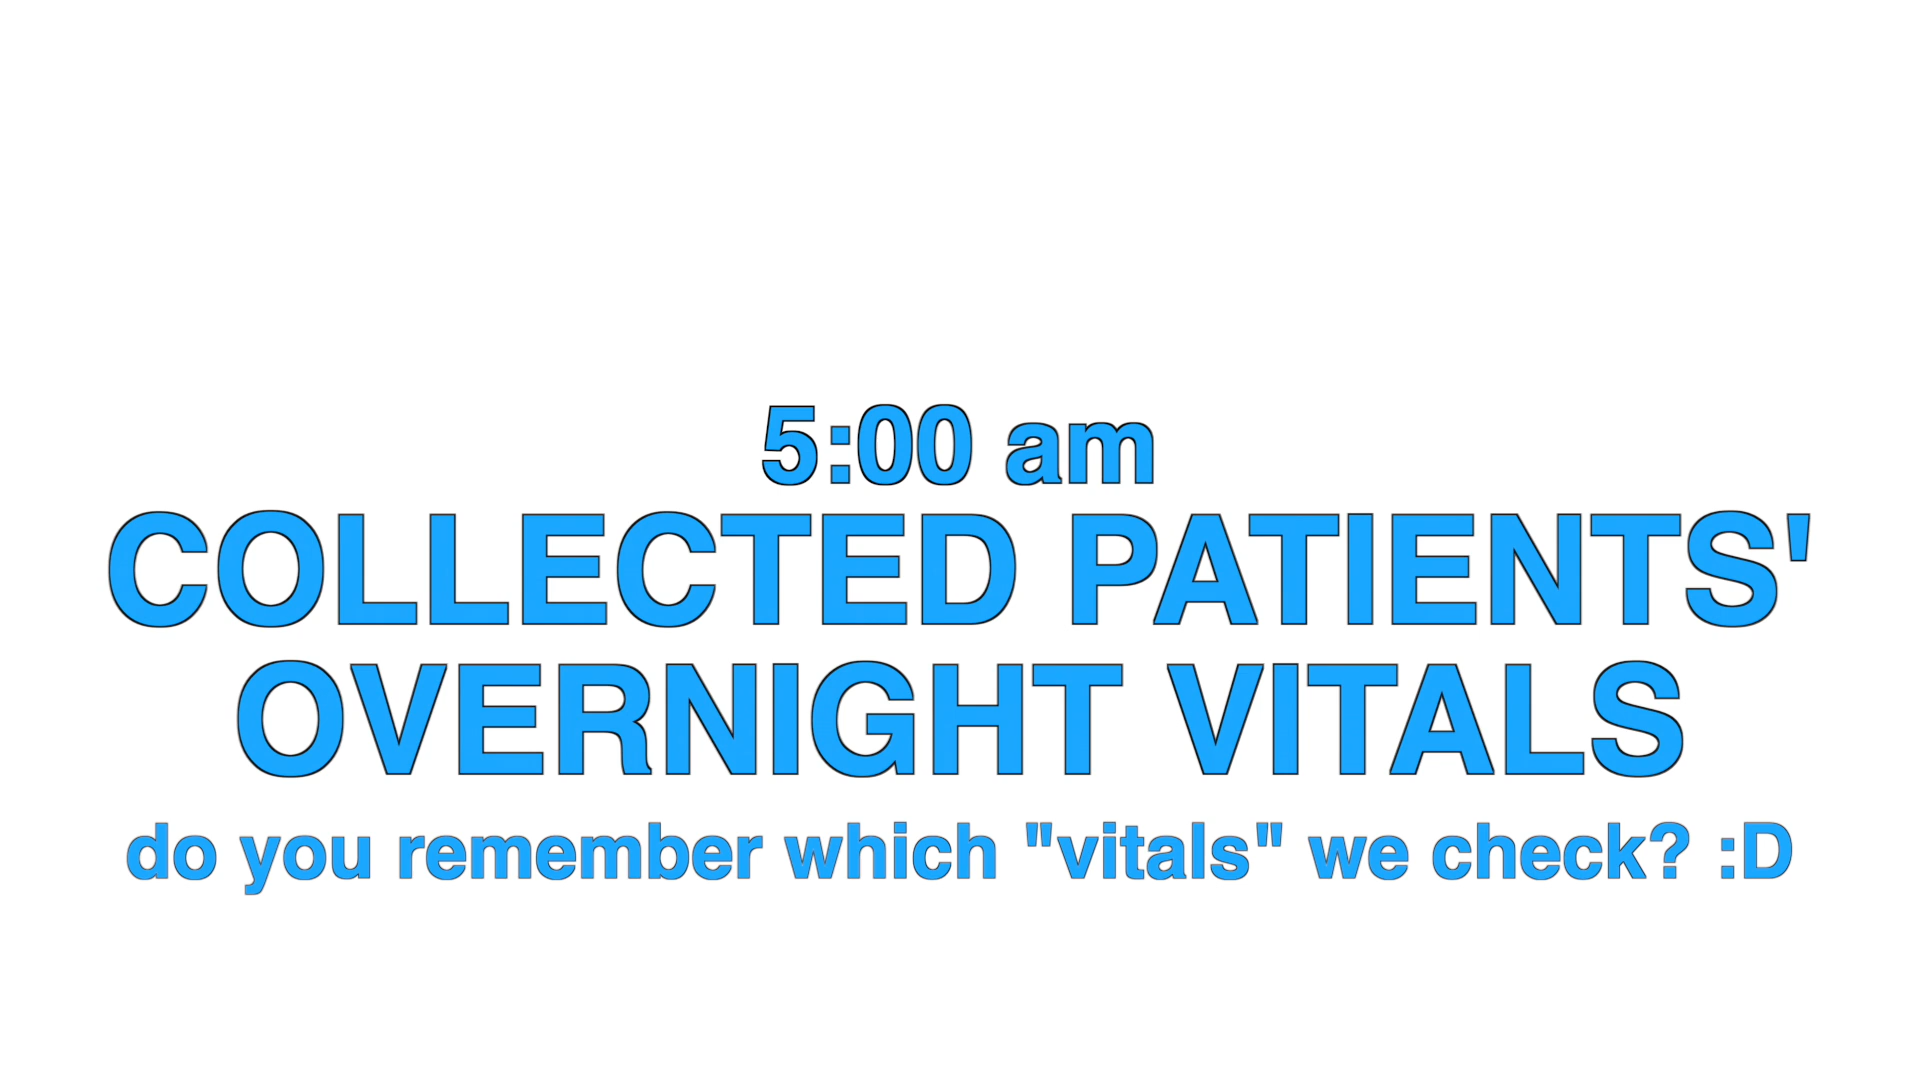 5:00 am
COLLECTED PATIENTS'
OVERNIGHT VITALS
do you remember which "vitals" we check? :D